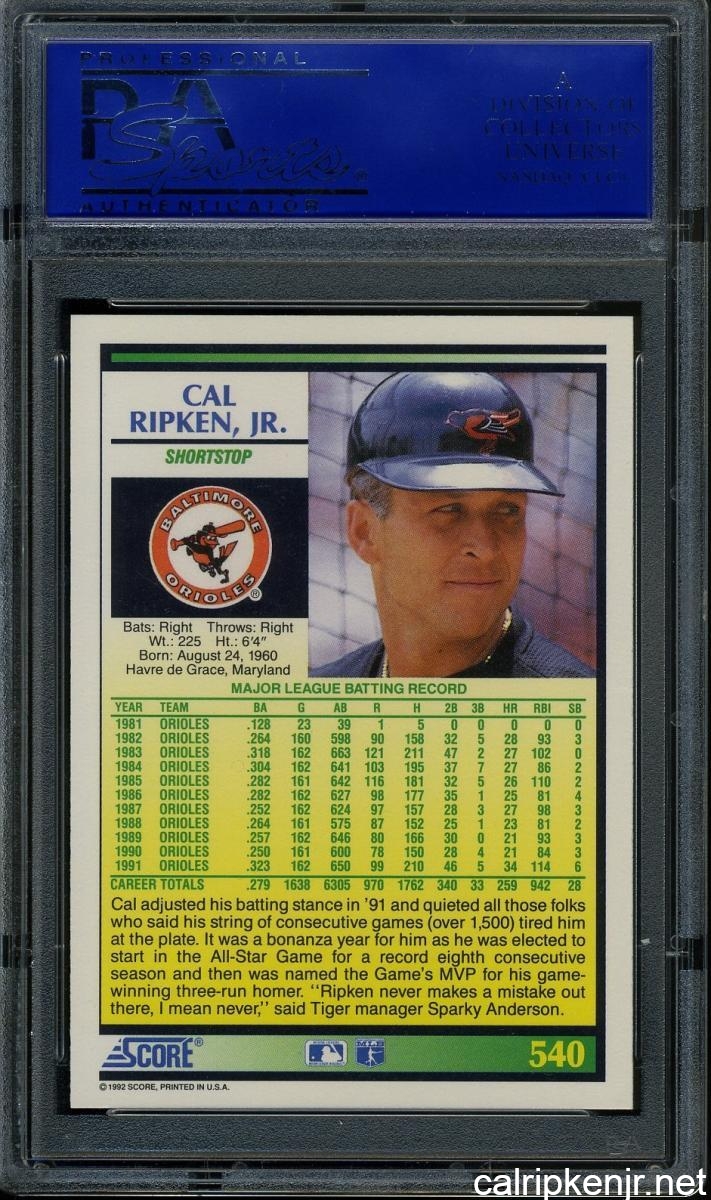 PROFESSIONAL
PSA
Sports®
AUTHENTICATOR
A
DIVISION OF
COLLECTORS
UNIVERSE
NASDAQ: CLCT
CAL
RIPKEN, JR.
SHORTSTOP
BALTIMORE
ORIOLES
®
Bats: Right Throws: Right
Wt.: 225 Ht.: 6'4"
Born: August 24, 1960
Havre de Grace, Maryland
MAJOR LEAGUE BATTING RECORD
YEAR TEAM BA G AB R H 2B 3B HR RBI SB
1981 ORIOLES .128 23 39 1 5 0 0 0 0 0
1982 ORIOLES .264 160 598 90 158 32 5 28 93 3
1983 ORIOLES .318 162 663 121 211 47 2 27 102 0
1984 ORIOLES .304 162 641 103 195 37 7 27 86 2
1985 ORIOLES .282 161 642 116 181 32 5 26 110 2
1986 ORIOLES .282 162 627 98 177 35 1 25 81 4
1987 ORIOLES .252 162 624 97 157 28 3 27 98 3
1988 ORIOLES .264 161 575 87 152 25 1 23 81 2
1989 ORIOLES .257 162 646 80 166 30 0 21 93 3
1990 ORIOLES .250 161 600 78 150 28 4 21 84 3
1991 ORIOLES .323 162 650 99 210 46 5 34 114 6
CAREER TOTALS .279 1638 6305 970 1762 340 33 259 942 28
Cal adjusted his batting stance in '91 and quieted all those folks
who said his string of consecutive games (over 1,500) tired him
at the plate. It was a bonanza year for him as he was elected to
start in the All-Star Game for a record eighth consecutive
season and then was named the Game's MVP for his game-
winning three-run homer. "Ripken never makes a mistake out
there, I mean never," said Tiger manager Sparky Anderson.
SCORE® 540
©1992 SCORE, PRINTED IN U.S.A.
PSA
calripkenjr.net